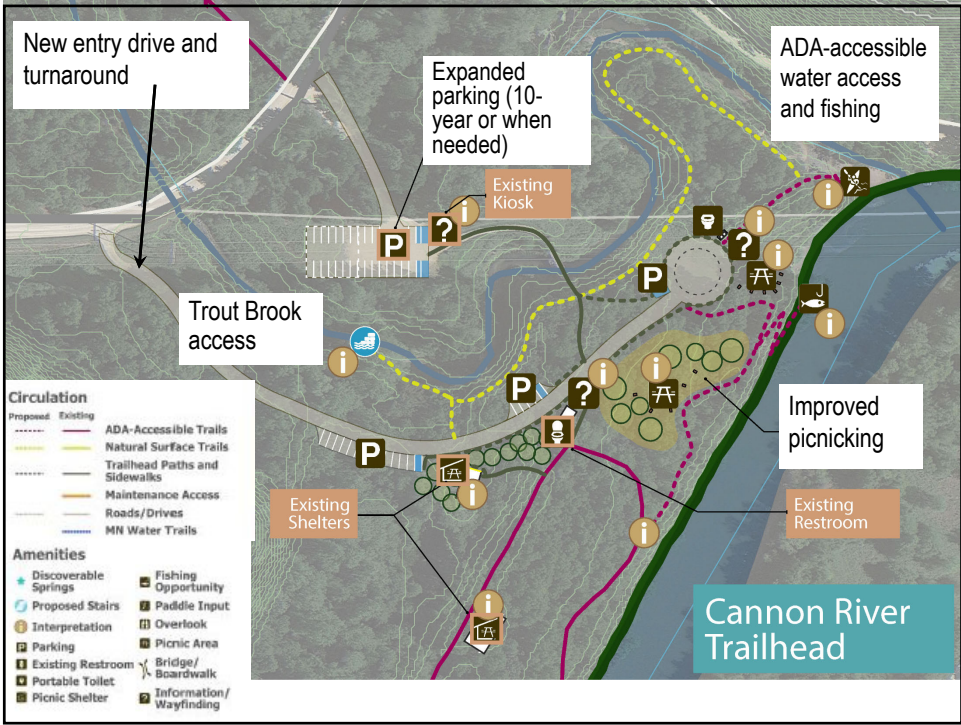 New entry drive and
turnaround
Expanded
parking (10-
year or when
needed)
ADA-accessible
water access
and fishing
Existing
Kiosk
i
?
P
i
i
?
i
P
Trout Brook
access
i
i
i
i
P
?
Improved
picnicking
P
i
Existing
Shelters
Existing
Restroom
i
i
Cannon River
Trailhead
Circulation
Proposed Existing
ADA-Accessible Trails
Natural Surface Trails
Trailhead Paths and
Sidewalks
Maintenance Access
Roads/Drives
MN Water Trails
Amenities
Discoverable
Springs
Proposed Stairs
i Interpretation
P Parking
Existing Restroom
Portable Toilet
Picnic Shelter
Fishing
Opportunity
Paddle Input
Overlook
Picnic Area
Bridge/
Boardwalk
? Information/
Wayfinding